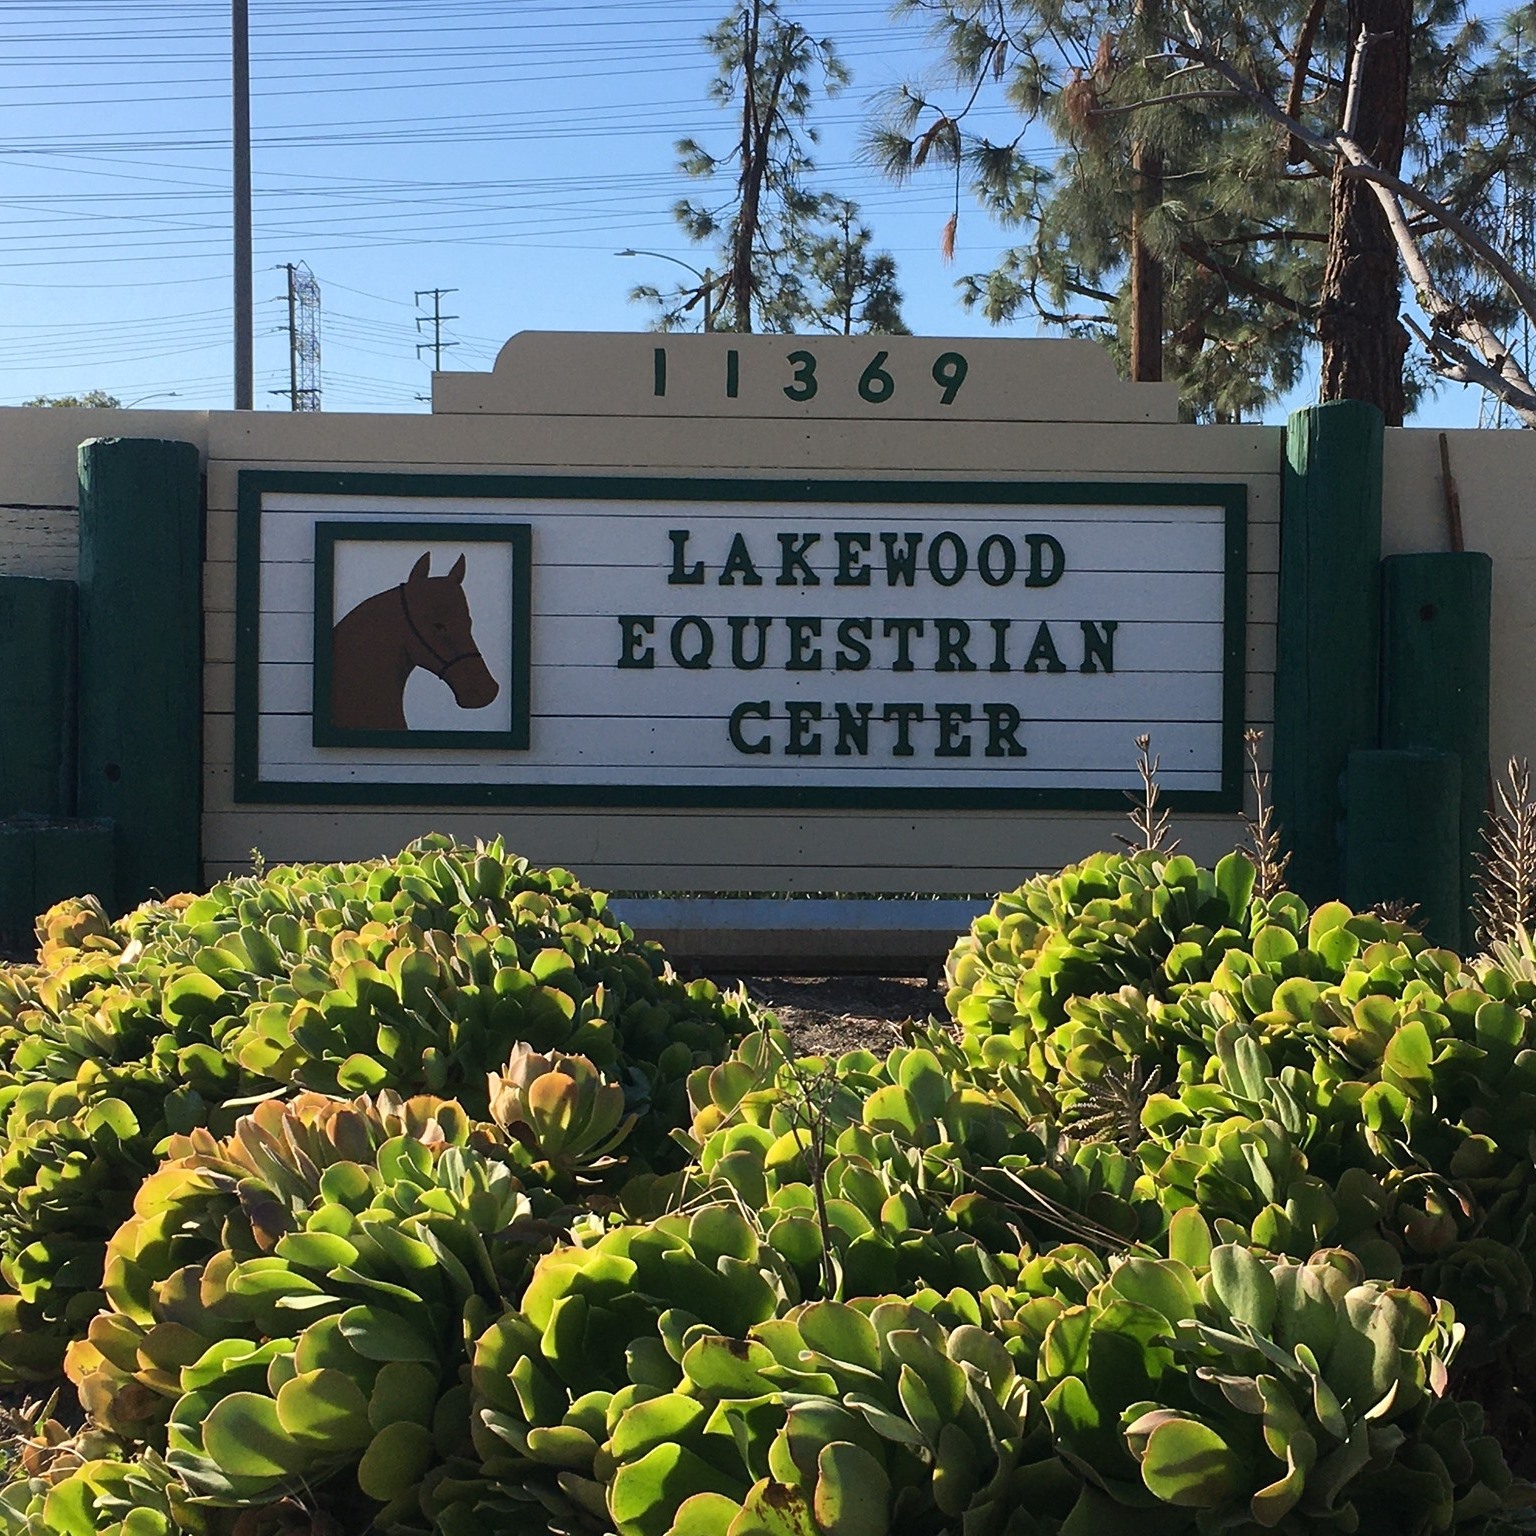 11369
LAKEWOOD
EQUESTRIAN
CENTER